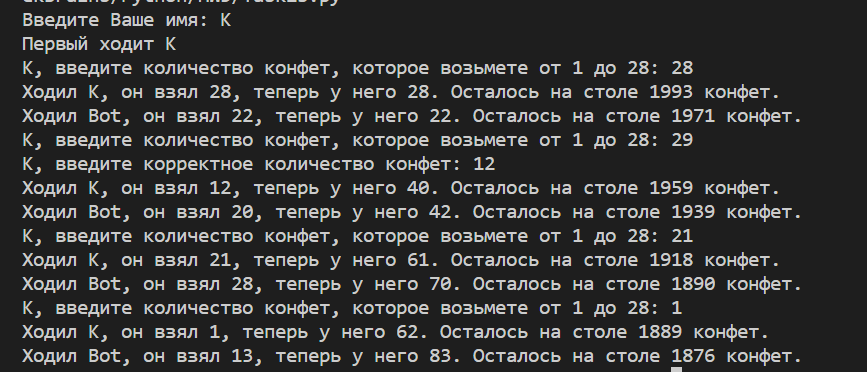 Введите Ваше имя: K
Первый ходит K
K, введите количество конфет, которое возьмете от 1 до 28: 28
Ходил K, он взял 28, теперь у него 28. Осталось на столе 1993 конфет.
Ходил Bot, он взял 22, теперь у него 22. Осталось на столе 1971 конфет.
K, введите количество конфет, которое возьмете от 1 до 28: 29
K, введите корректное количество конфет: 12
Ходил K, он взял 12, теперь у него 40. Осталось на столе 1959 конфет.
Ходил Bot, он взял 20, теперь у него 42. Осталось на столе 1939 конфет.
K, введите количество конфет, которое возьмете от 1 до 28: 21
Ходил K, он взял 21, теперь у него 61. Осталось на столе 1918 конфет.
Ходил Bot, он взял 28, теперь у него 70. Осталось на столе 1890 конфет.
K, введите количество конфет, которое возьмете от 1 до 28: 1
Ходил K, он взял 1, теперь у него 62. Осталось на столе 1889 конфет.
Ходил Bot, он взял 13, теперь у него 83. Осталось на столе 1876 конфет.